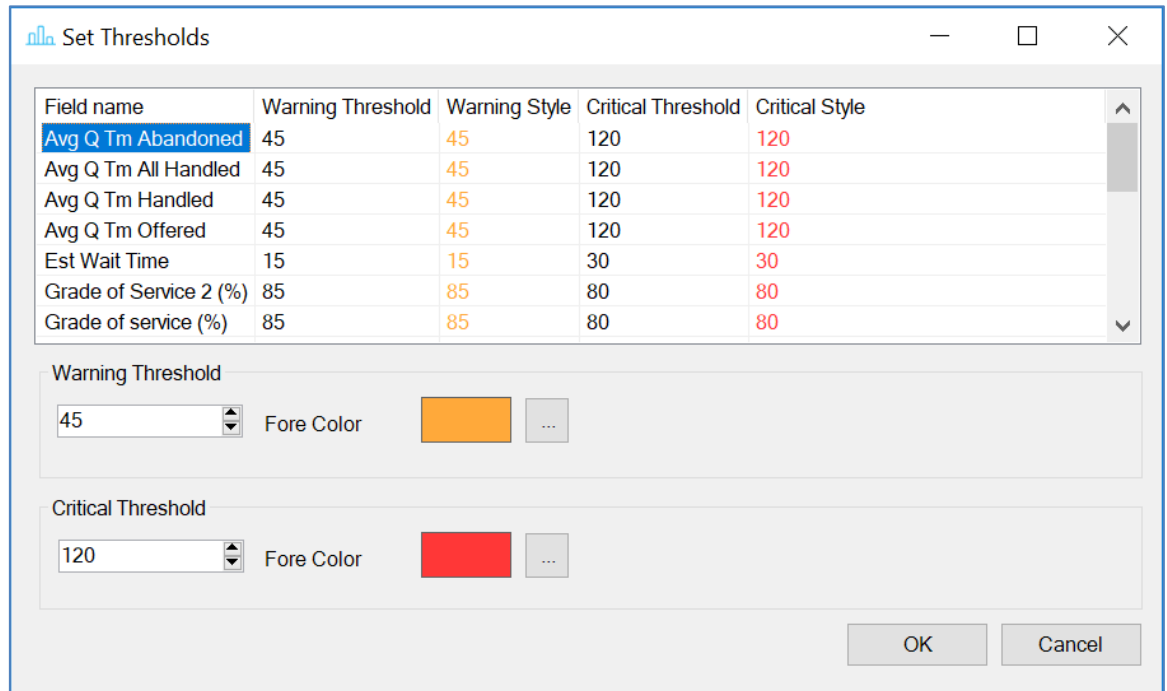 Set Thresholds
Field name Warning Threshold Warning Style Critical Threshold Critical Style
Avg Q Tm Abandoned 45 45 120 120
Avg Q Tm All Handled 45 45 120 120
Avg Q Tm Handled 45 45 120 120
Avg Q Tm Offered 45 45 120 120
Est Wait Time 15 15 30 30
Grade of Service 2 (%) 85 85 80 80
Grade of service (%) 85 85 80 80
Warning Threshold
45 Fore Color ...
Critical Threshold
120 Fore Color ...
OK Cancel